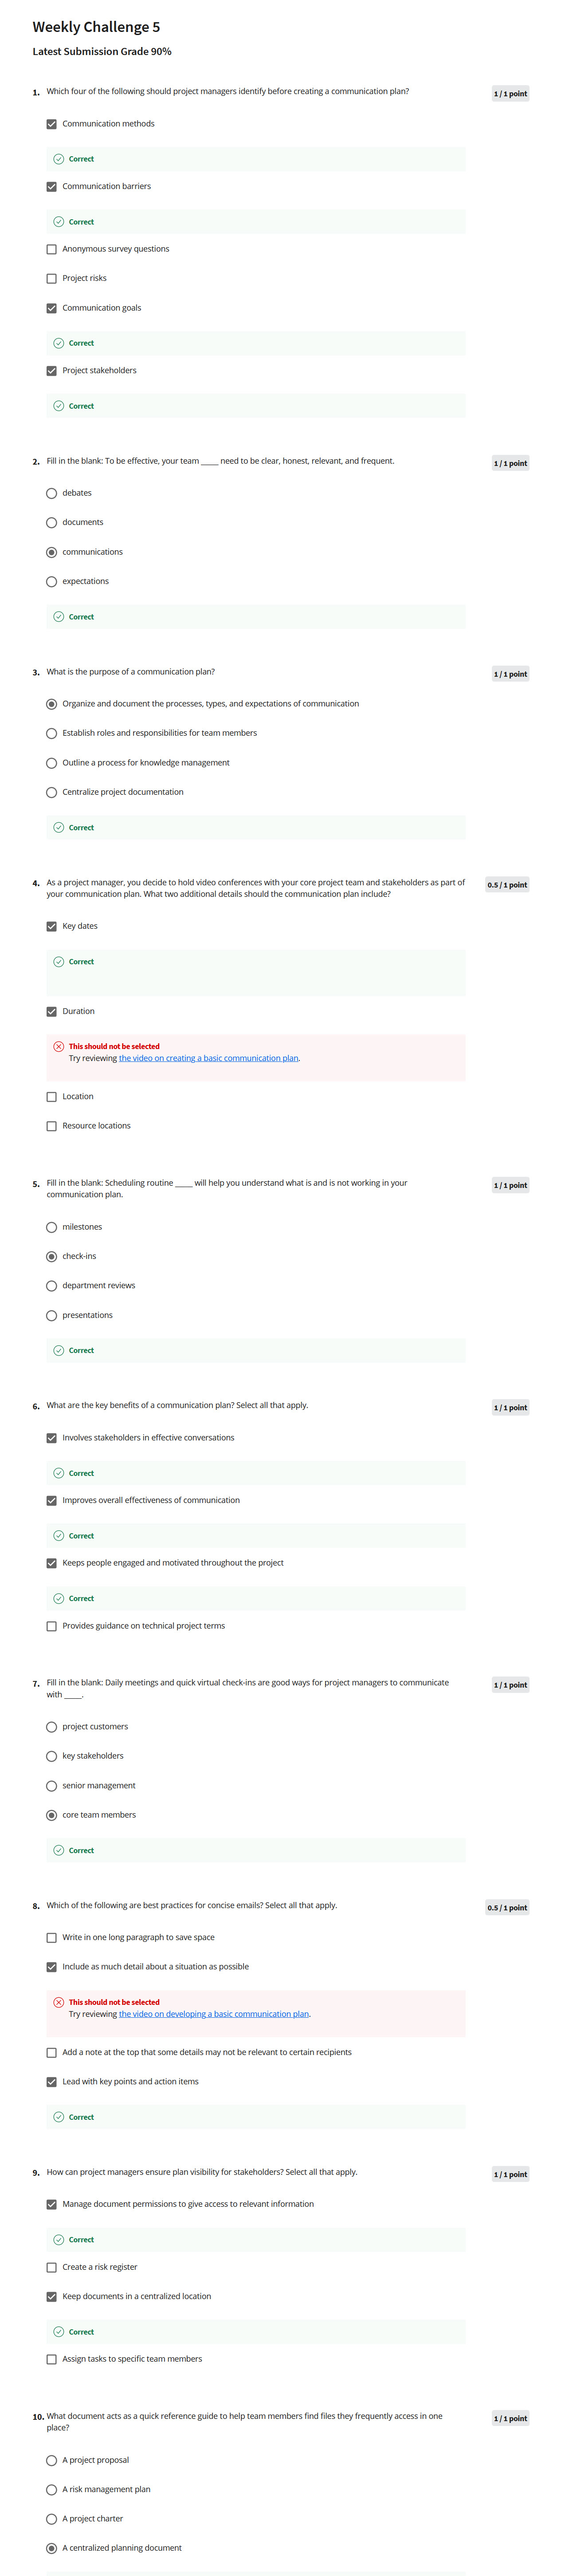 Weekly Challenge 5
Latest Submission Grade 90%
1. Which four of the following should project managers identify before creating a communication plan?
1 / 1 point
Communication methods
Correct
Communication barriers
Correct
Anonymous survey questions
Project risks
Communication goals
Correct
Project stakeholders
Correct
2. Fill in the blank: To be effective, your team _____ need to be clear, honest, relevant, and frequent.
1 / 1 point
debates
documents
communications
expectations
Correct
3. What is the purpose of a communication plan?
1 / 1 point
Organize and document the processes, types, and expectations of communication
Establish roles and responsibilities for team members
Outline a process for knowledge management
Centralize project documentation
Correct
4. As a project manager, you decide to hold video conferences with your core project team and stakeholders as part of
your communication plan. What two additional details should the communication plan include?
0.5 / 1 point
Key dates
Correct
Duration
This should not be selected
Try reviewing the video on creating a basic communication plan.
Location
Resource locations
5. Fill in the blank: Scheduling routine _____ will help you understand what is and is not working in your
communication plan.
1 / 1 point
milestones
check-ins
department reviews
presentations
Correct
6. What are the key benefits of a communication plan? Select all that apply.
1 / 1 point
Involves stakeholders in effective conversations
Correct
Improves overall effectiveness of communication
Correct
Keeps people engaged and motivated throughout the project
Correct
Provides guidance on technical project terms
7. Fill in the blank: Daily meetings and quick virtual check-ins are good ways for project managers to communicate
with _____.
1 / 1 point
project customers
key stakeholders
senior management
core team members
Correct
8. Which of the following are best practices for concise emails? Select all that apply.
0.5 / 1 point
Write in one long paragraph to save space
Include as much detail about a situation as possible
This should not be selected
Try reviewing the video on developing a basic communication plan.
Add a note at the top that some details may not be relevant to certain recipients
Lead with key points and action items
Correct
9. How can project managers ensure plan visibility for stakeholders? Select all that apply.
1 / 1 point
Manage document permissions to give access to relevant information
Correct
Create a risk register
Keep documents in a centralized location
Correct
Assign tasks to specific team members
10. What document acts as a quick reference guide to help team members find files they frequently access in one
place?
1 / 1 point
A project proposal
A risk management plan
A project charter
A centralized planning document